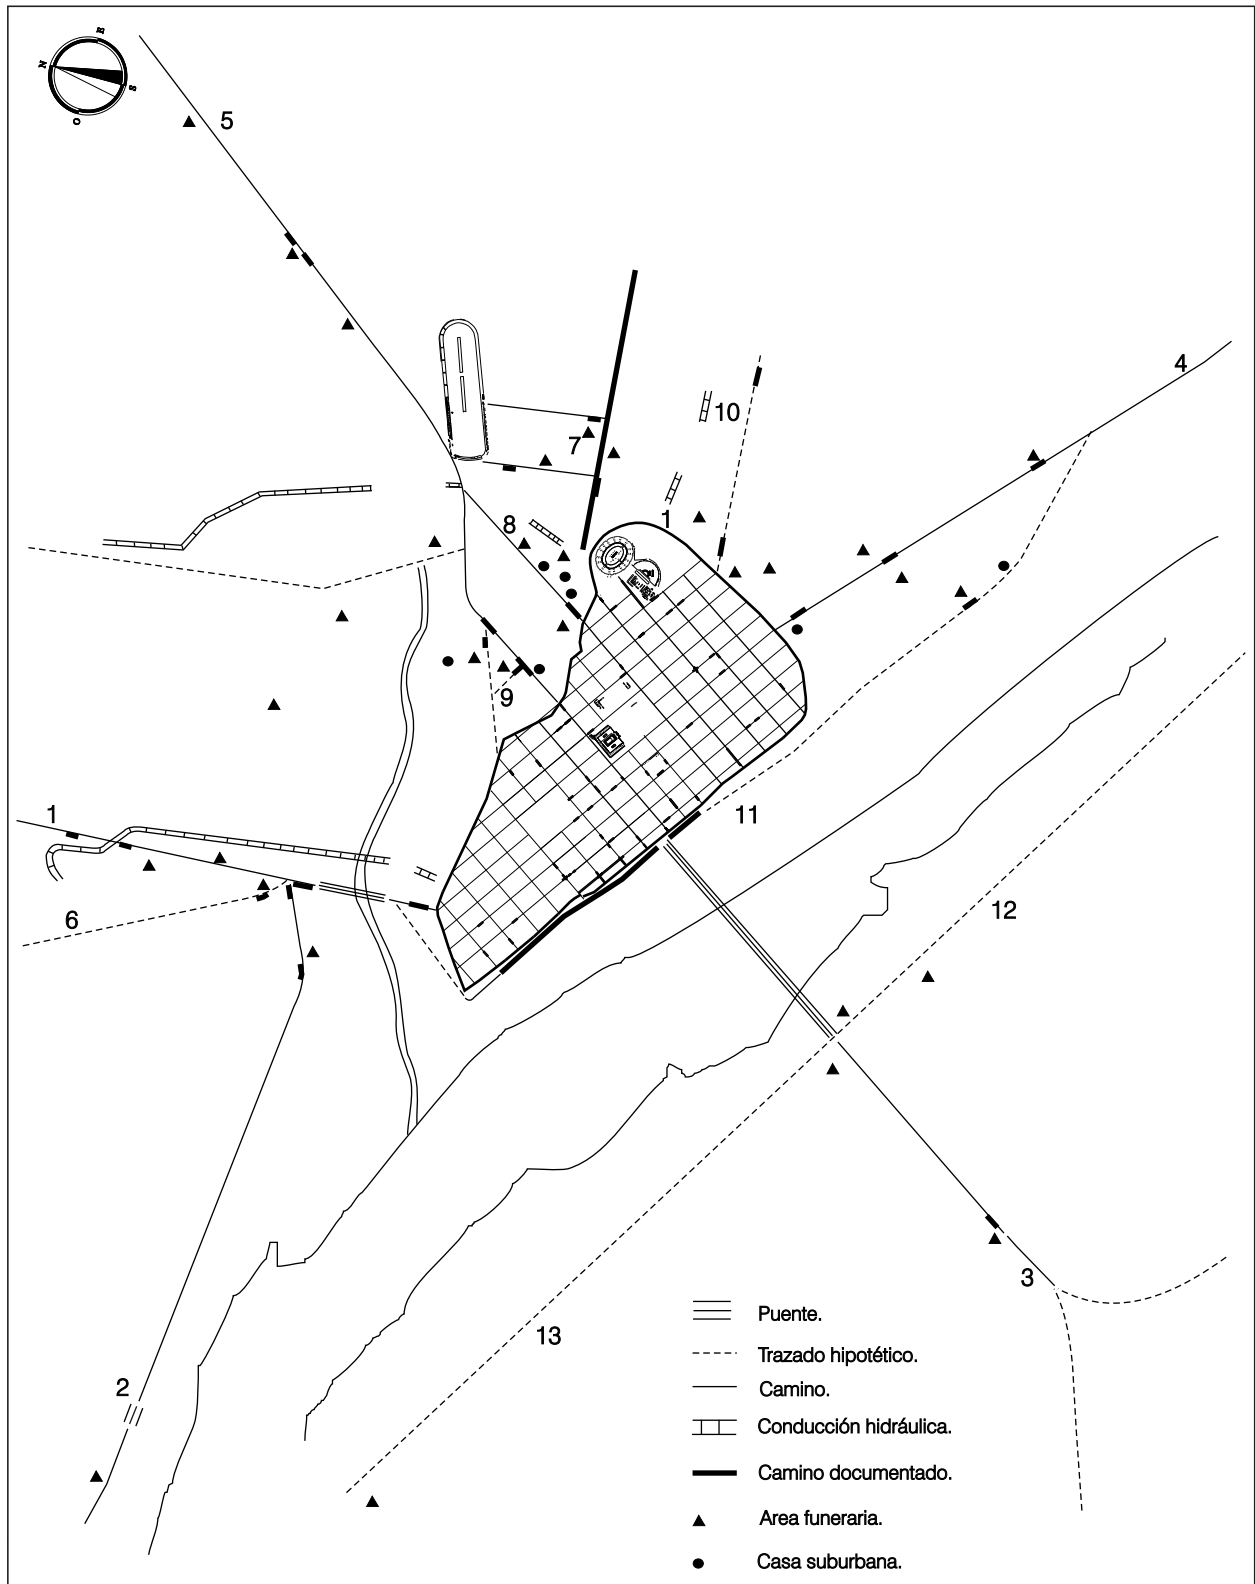 E
N
S
O
5
4
10
7
8
1
9
1
11
6
12
3
13
2
Puente.
Trazado hipotético.
Camino.
Conducción hidráulica.
Camino documentado.
Area funeraria.
Casa suburbana.